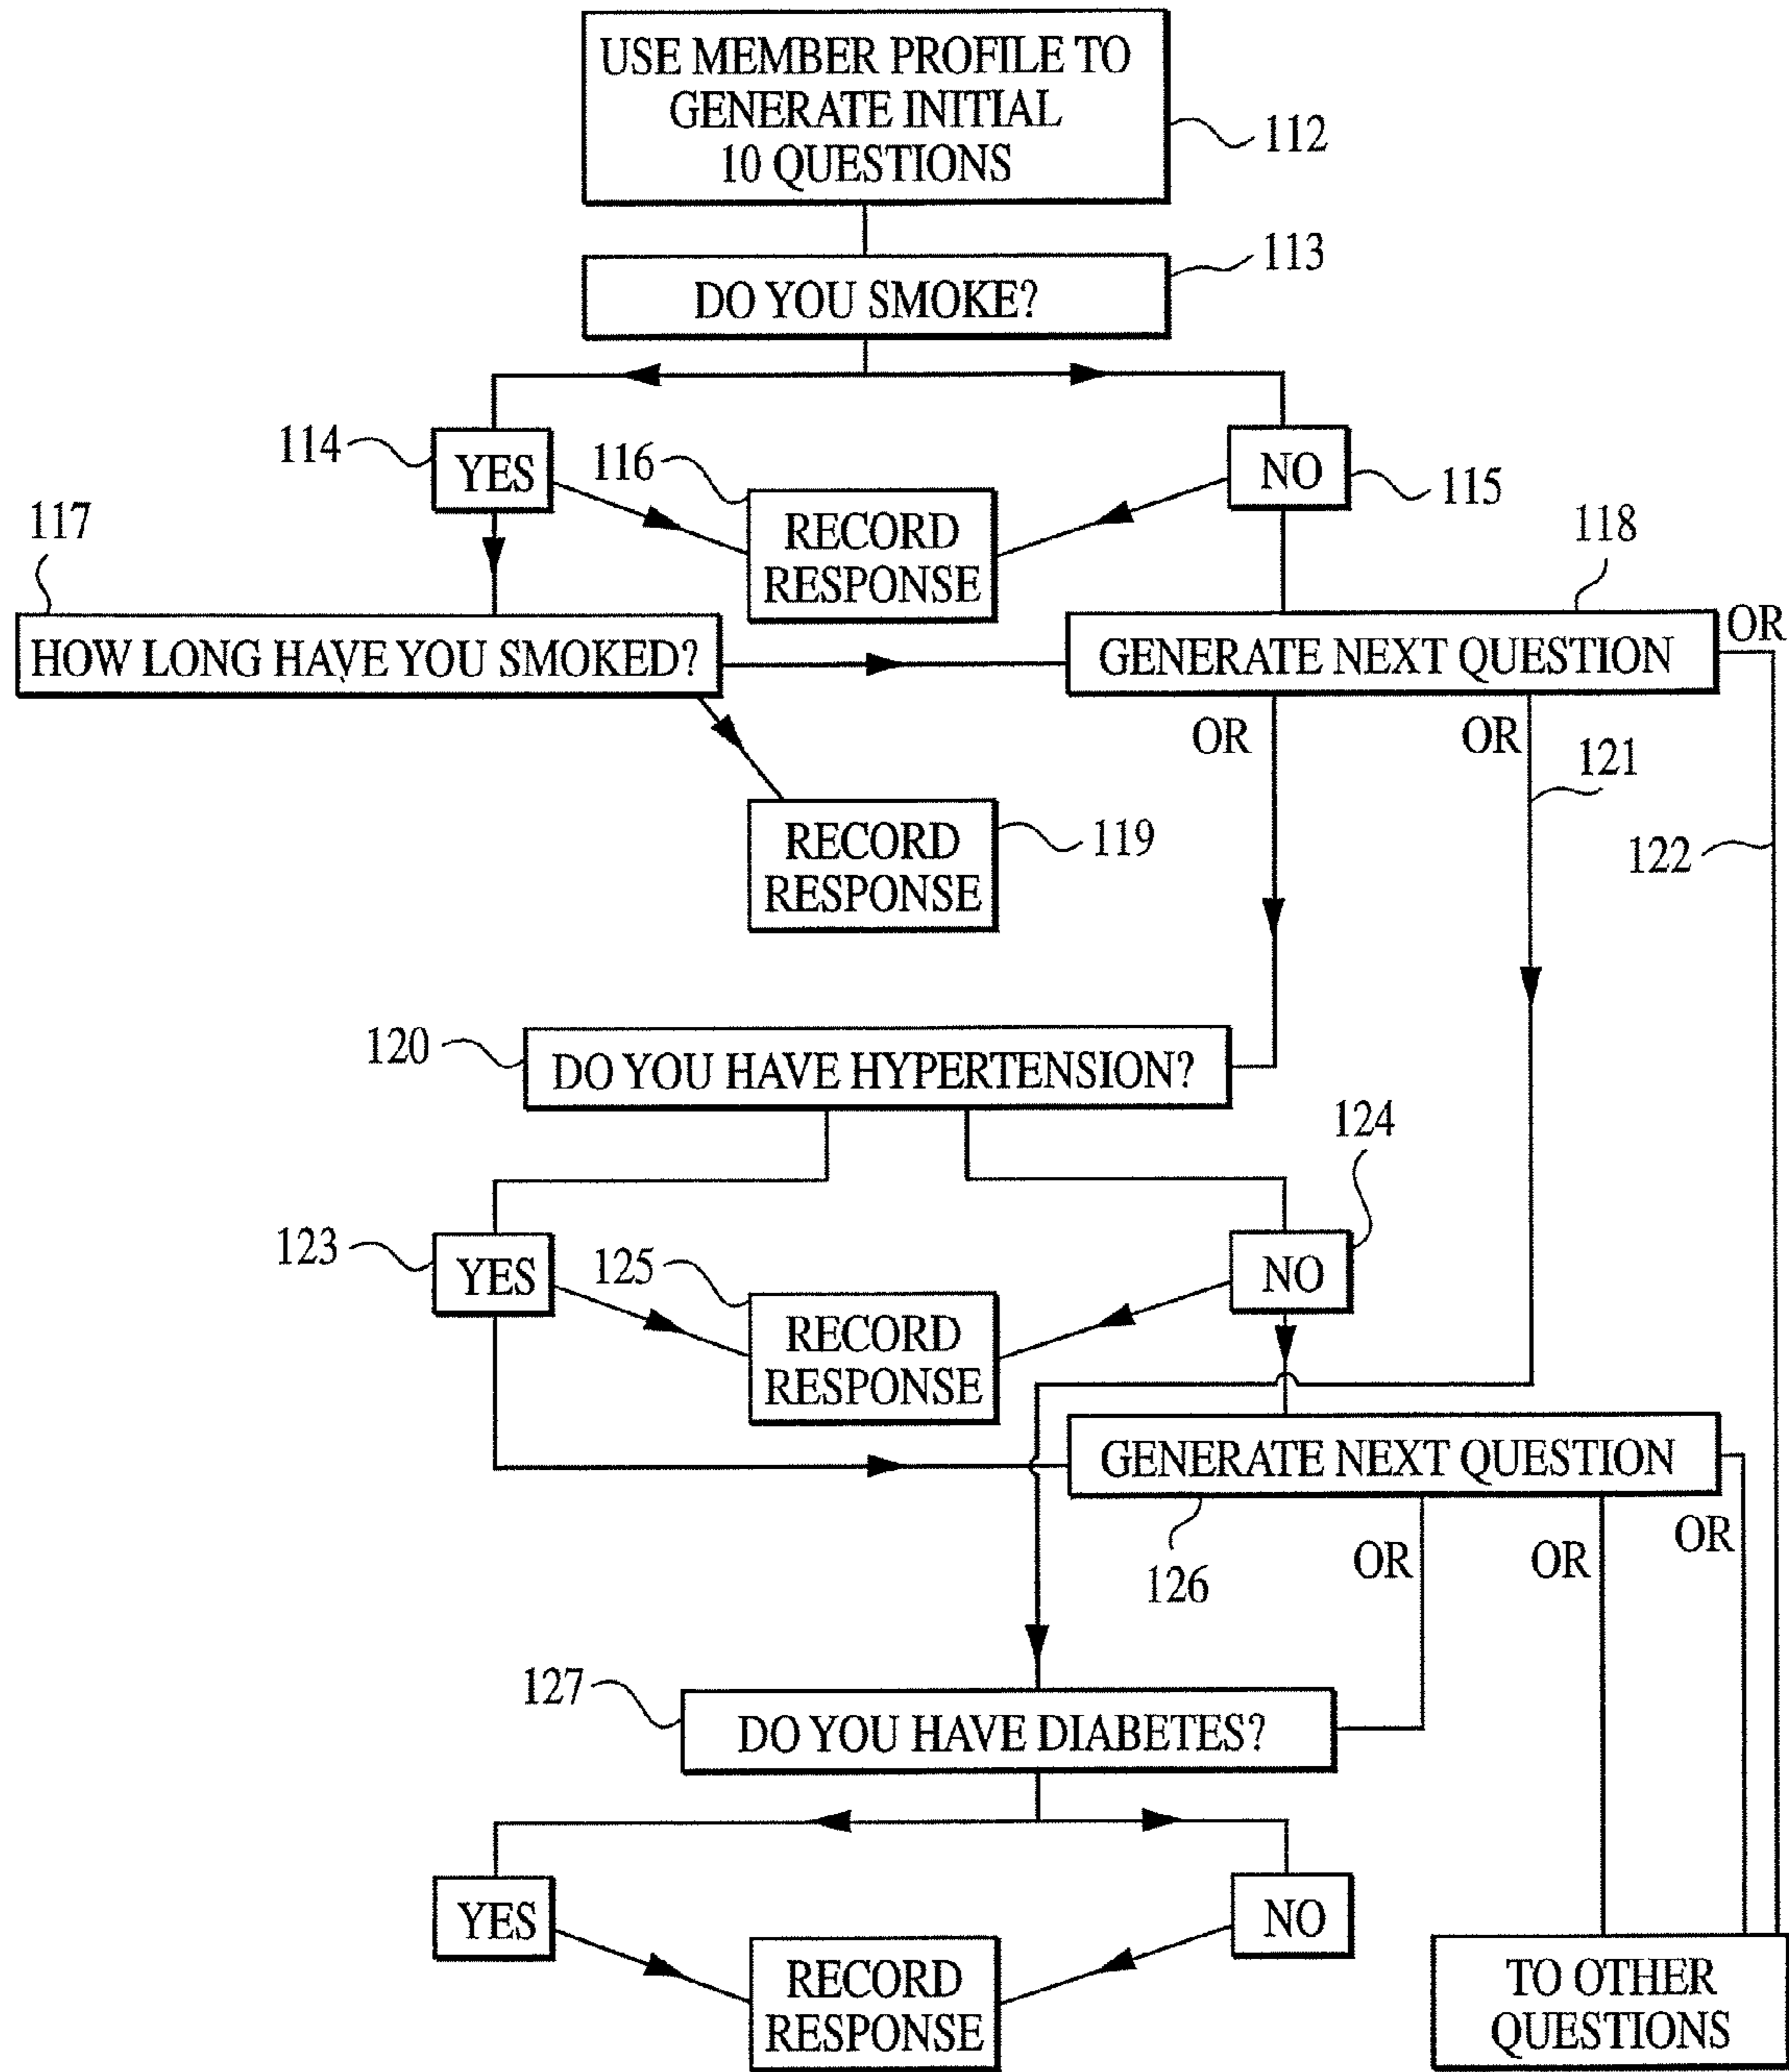 USE MEMBER PROFILE TO
GENERATE INITIAL
10 QUESTIONS
112
DO YOU SMOKE?
113
114
YES
116
RECORD
RESPONSE
NO
115
117
HOW LONG HAVE YOU SMOKED?
118
GENERATE NEXT QUESTION
OR
OR
OR
121
122
RECORD
RESPONSE
119
120
DO YOU HAVE HYPERTENSION?
124
123
YES
125
RECORD
RESPONSE
NO
GENERATE NEXT QUESTION
126
OR
OR
OR
127
DO YOU HAVE DIABETES?
YES
RECORD
RESPONSE
NO
TO OTHER
QUESTIONS